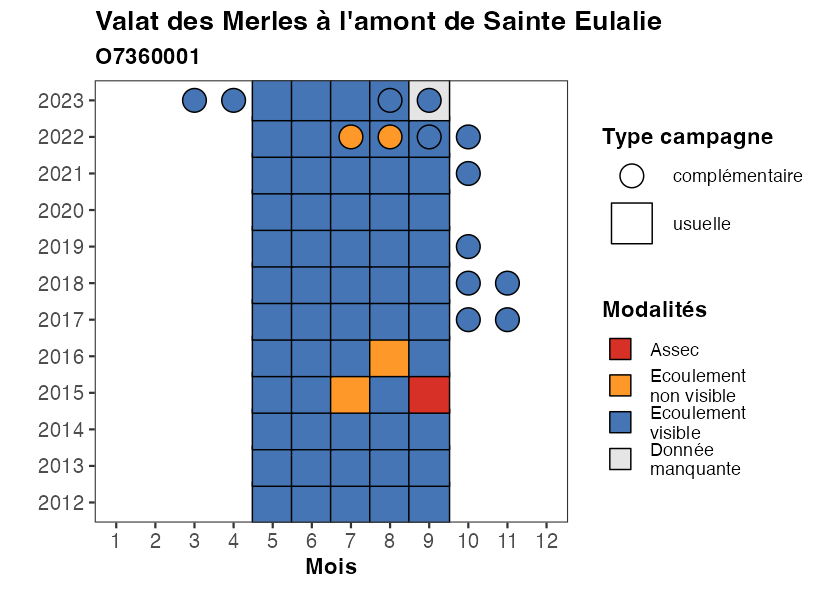 Valat des Merles à l'amont de Sainte Eulalie
O7360001
2023
2022
2021
2020
2019
2018
2017
2016
2015
2014
2013
2012
1 2 3 4 5 6 7 8 9 10 11 12
Mois
Type campagne
complémentaire
usuelle
Modalités
Assec
Ecoulement
non visible
Ecoulement
visible
Donnée
manquante